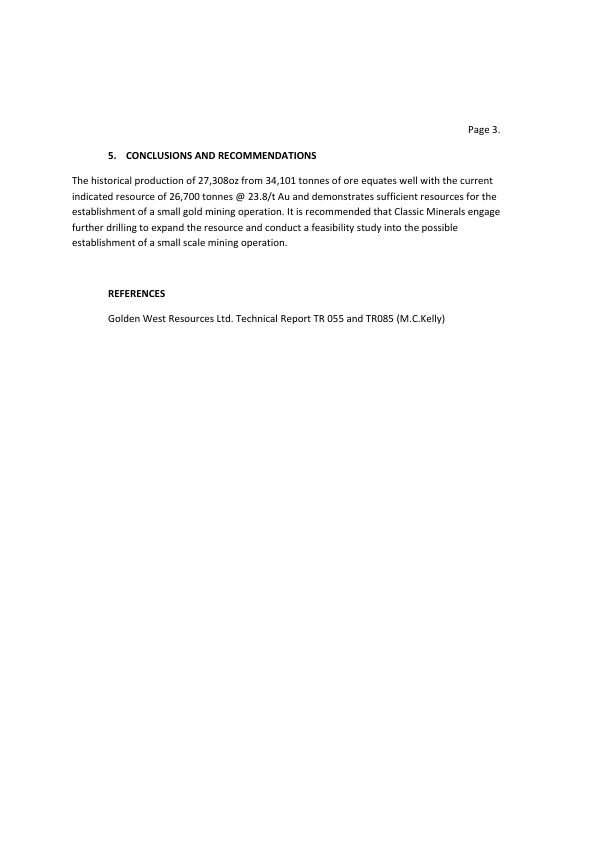 Page 3.
5. CONCLUSIONS AND RECOMMENDATIONS
The historical production of 27,308oz from 34,101 tonnes of ore equates well with the current
indicated resource of 26,700 tonnes @ 23.8/t Au and demonstrates sufficient resources for the
establishment of a small gold mining operation. It is recommended that Classic Minerals engage
further drilling to expand the resource and conduct a feasibility study into the possible
establishment of a small scale mining operation.
REFERENCES
Golden West Resources Ltd. Technical Report TR 055 and TR085 (M.C.Kelly)